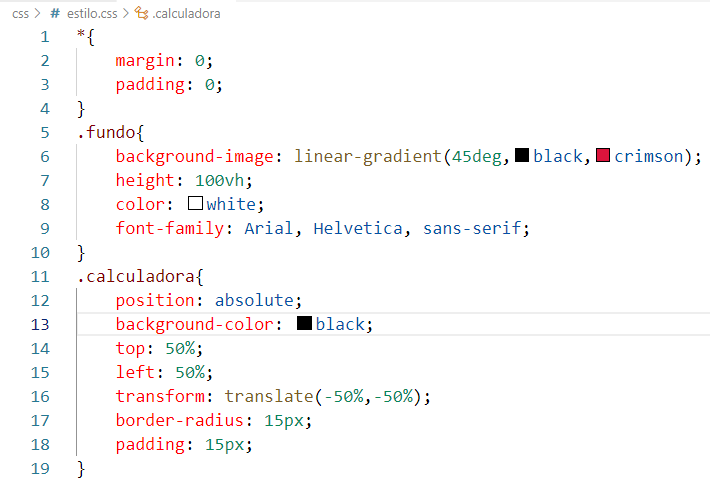 css > # estilo.css > .calculadora
1 *{
2 margin: 0;
3 padding: 0;
4 }
5 .fundo{
6 background-image: linear-gradient(45deg,black,crimson);
7 height: 100vh;
8 color: white;
9 font-family: Arial, Helvetica, sans-serif;
10 }
11 .calculadora{
12 position: absolute;
13 background-color: black;
14 top: 50%;
15 left: 50%;
16 transform: translate(-50%,-50%);
17 border-radius: 15px;
18 padding: 15px;
19 }